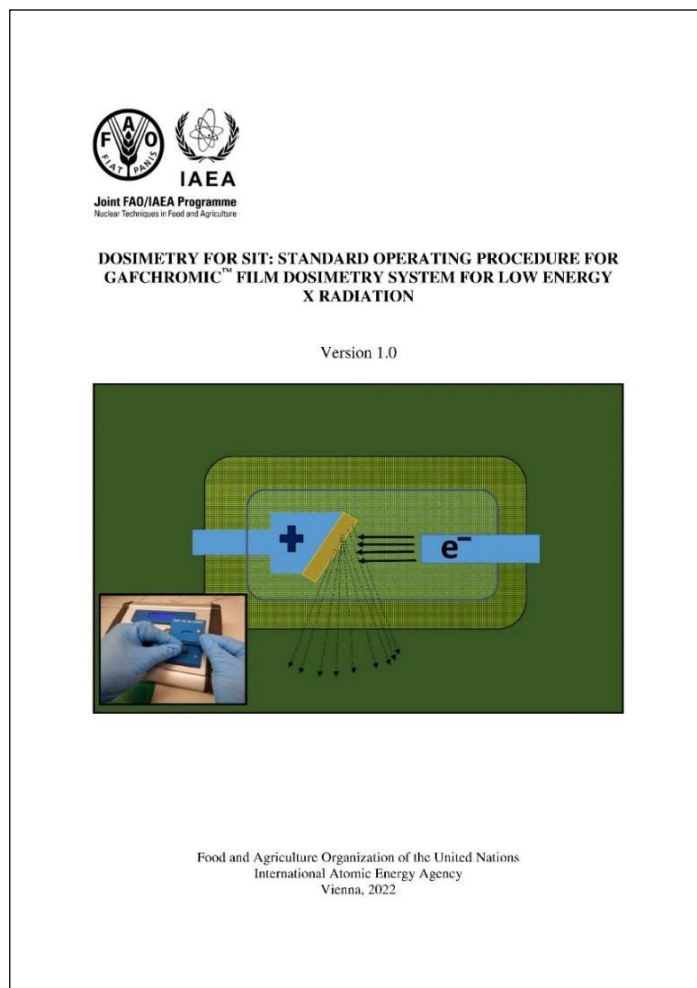 F A O
FIAT PANIS
IAEA
Joint FAO/IAEA Programme
Nuclear Techniques in Food and Agriculture
DOSIMETRY FOR SIT: STANDARD OPERATING PROCEDURE FOR
GAFCHROMIC™ FILM DOSIMETRY SYSTEM FOR LOW ENERGY
X RADIATION
Version 1.0
+
e−
Food and Agriculture Organization of the United Nations
International Atomic Energy Agency
Vienna, 2022